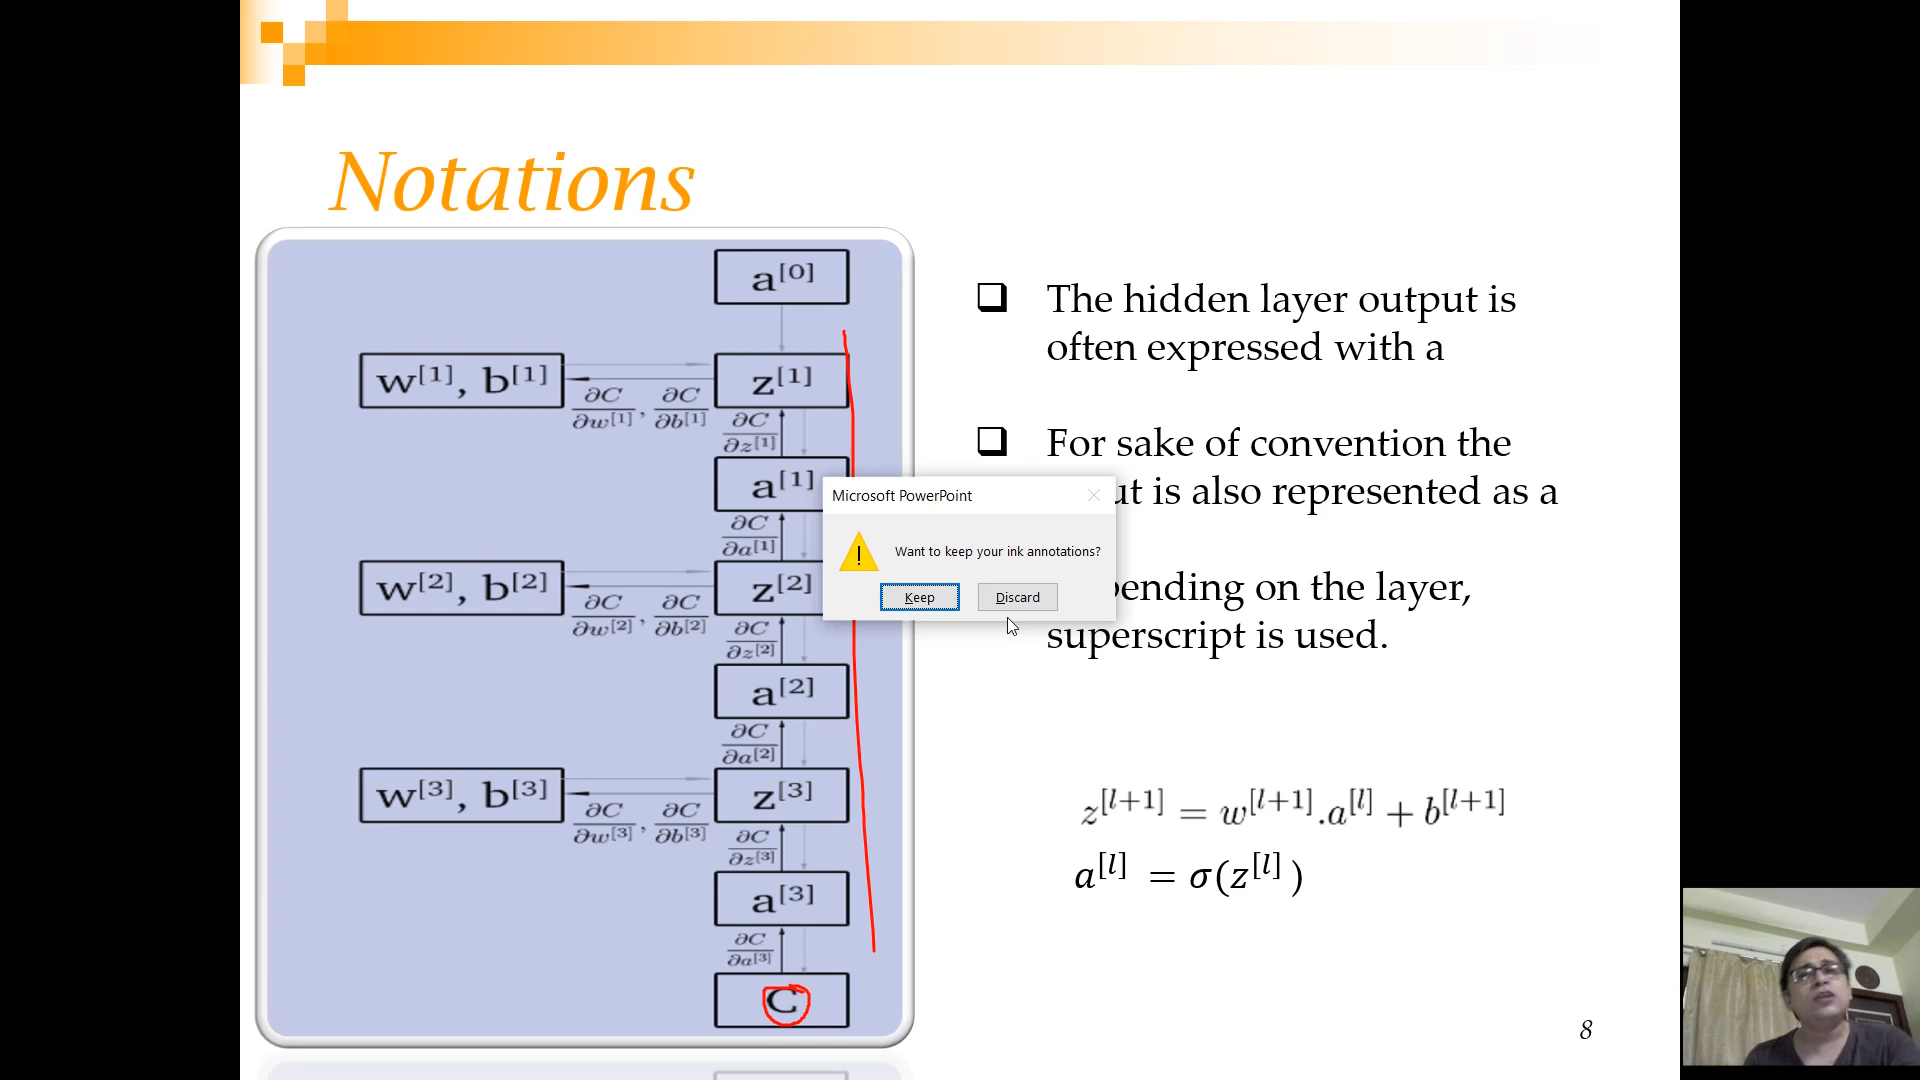 Notations
a[0]
w[1], b[1]
z[1]
∂C/∂w[1], ∂C/∂b[1]
∂C/∂z[1]
a[1]
∂C/∂a[1]
w[2], b[2]
z[2]
∂C/∂w[2], ∂C/∂b[2]
∂C/∂z[2]
a[2]
∂C/∂a[2]
w[3], b[3]
z[3]
∂C/∂w[3], ∂C/∂b[3]
∂C/∂z[3]
a[3]
∂C/∂a[3]
C
The hidden layer output is
often expressed with a
For sake of convention the
ut is also represented as a
pending on the layer,
superscript is used.
Microsoft PowerPoint
Want to keep your ink annotations?
Keep
Discard
z[l+1] = w[l+1].a[l] + b[l+1]
a[l] = σ(z[l])
8